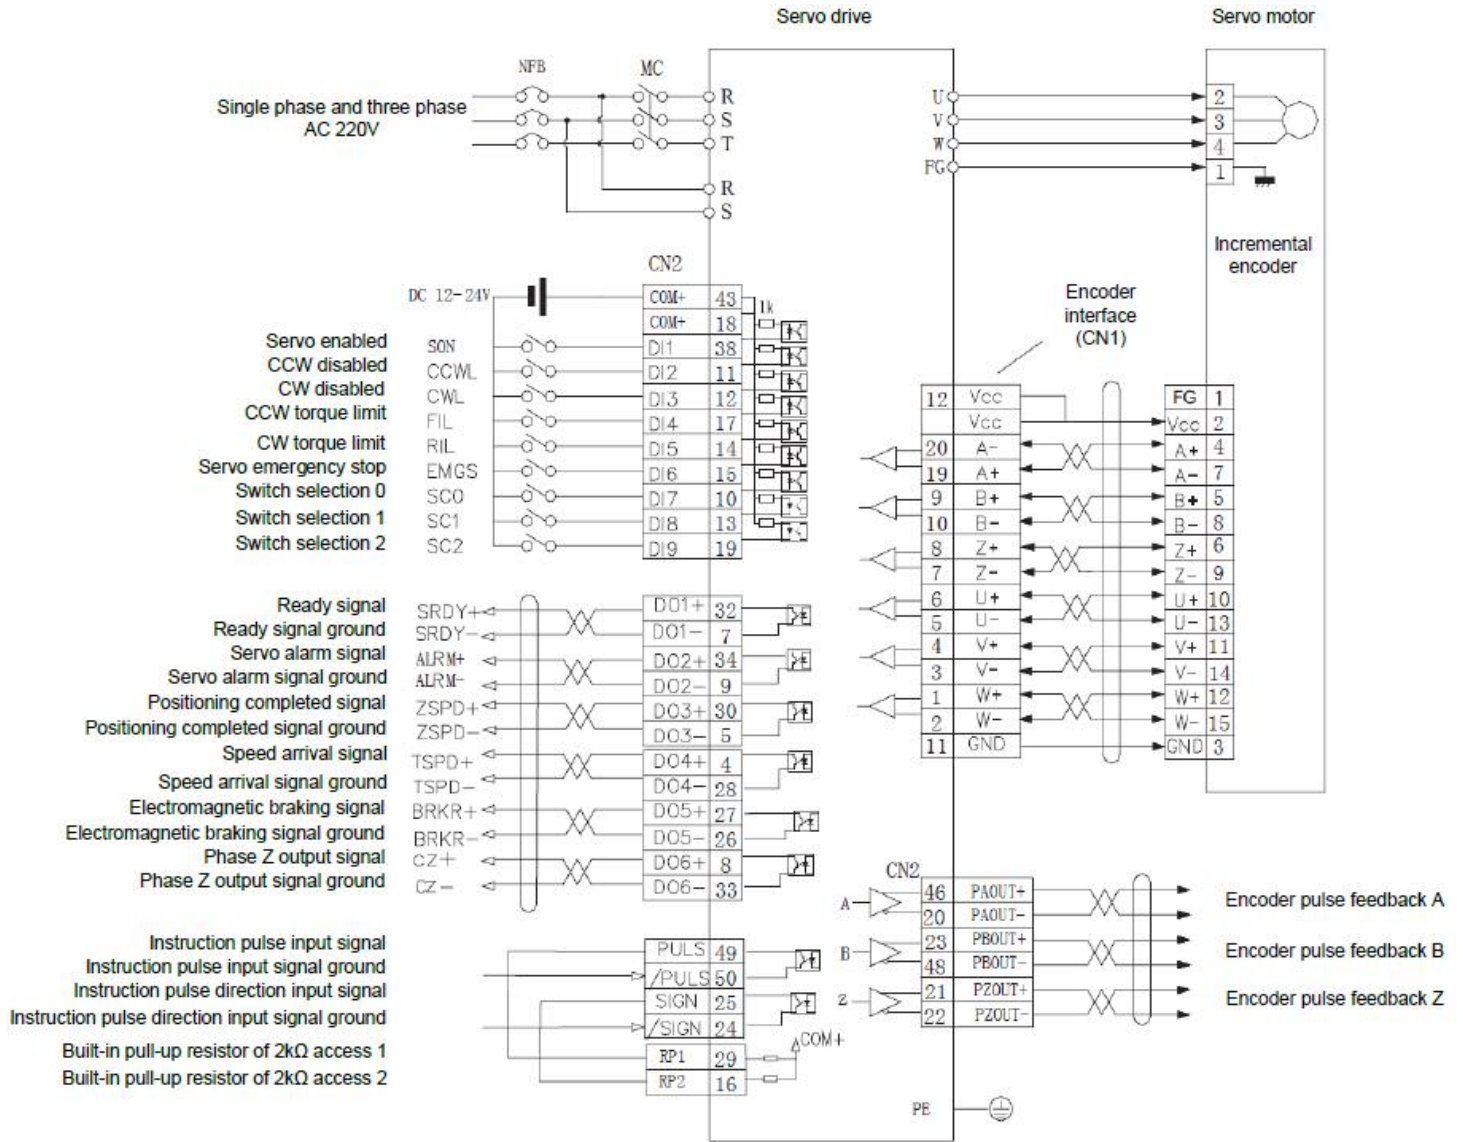 Servo drive
Servo motor
NFB
MC
Single phase and three phase
AC 220V
R
S
T
R
S
U
V
W
FG
2
3
4
1
Incremental
encoder
CN2
DC 12-24V
COM+ 43
1k
COM+ 18
Servo enabled SON DI1 38
CCW disabled CCWL DI2 11
CW disabled CWL DI3 12
CCW torque limit FIL DI4 17
CW torque limit RIL DI5 14
Servo emergency stop EMGS DI6 15
Switch selection 0 SC0 DI7 10
Switch selection 1 SC1 DI8 13
Switch selection 2 SC2 DI9 19
Encoder
interface
(CN1)
12 Vcc FG 1
Vcc Vcc 2
20 A- A+ 4
19 A+ A- 7
9 B+ B+ 5
10 B- B- 8
8 Z+ Z+ 6
7 Z- Z- 9
6 U+ U+ 10
5 U- U- 13
4 V+ V+ 11
3 V- V- 14
1 W+ W+ 12
2 W- W- 15
11 GND GND 3
Ready signal SRDY+ DO1+ 32
Ready signal ground SRDY- DO1- 7
Servo alarm signal ALRM+ DO2+ 34
Servo alarm signal ground ALRM- DO2- 9
Positioning completed signal ZSPD+ DO3+ 30
Positioning completed signal ground ZSPD- DO3- 5
Speed arrival signal TSPD+ DO4+ 4
Speed arrival signal ground TSPD- DO4- 28
Electromagnetic braking signal BRKR+ DO5+ 27
Electromagnetic braking signal ground BRKR- DO5- 26
Phase Z output signal CZ+ DO6+ 8
Phase Z output signal ground CZ- DO6- 33
CN2
A 46 PAOUT+
20 PAOUT-
Encoder pulse feedback A
B 23 PBOUT+
48 PBOUT-
Encoder pulse feedback B
Z 21 PZOUT+
22 PZOUT-
Encoder pulse feedback Z
Instruction pulse input signal PULS 49
Instruction pulse input signal ground /PULS 50
Instruction pulse direction input signal SIGN 25
Instruction pulse direction input signal ground /SIGN 24
COM+
Built-in pull-up resistor of 2kΩ access 1 RP1 29
Built-in pull-up resistor of 2kΩ access 2 RP2 16
PE